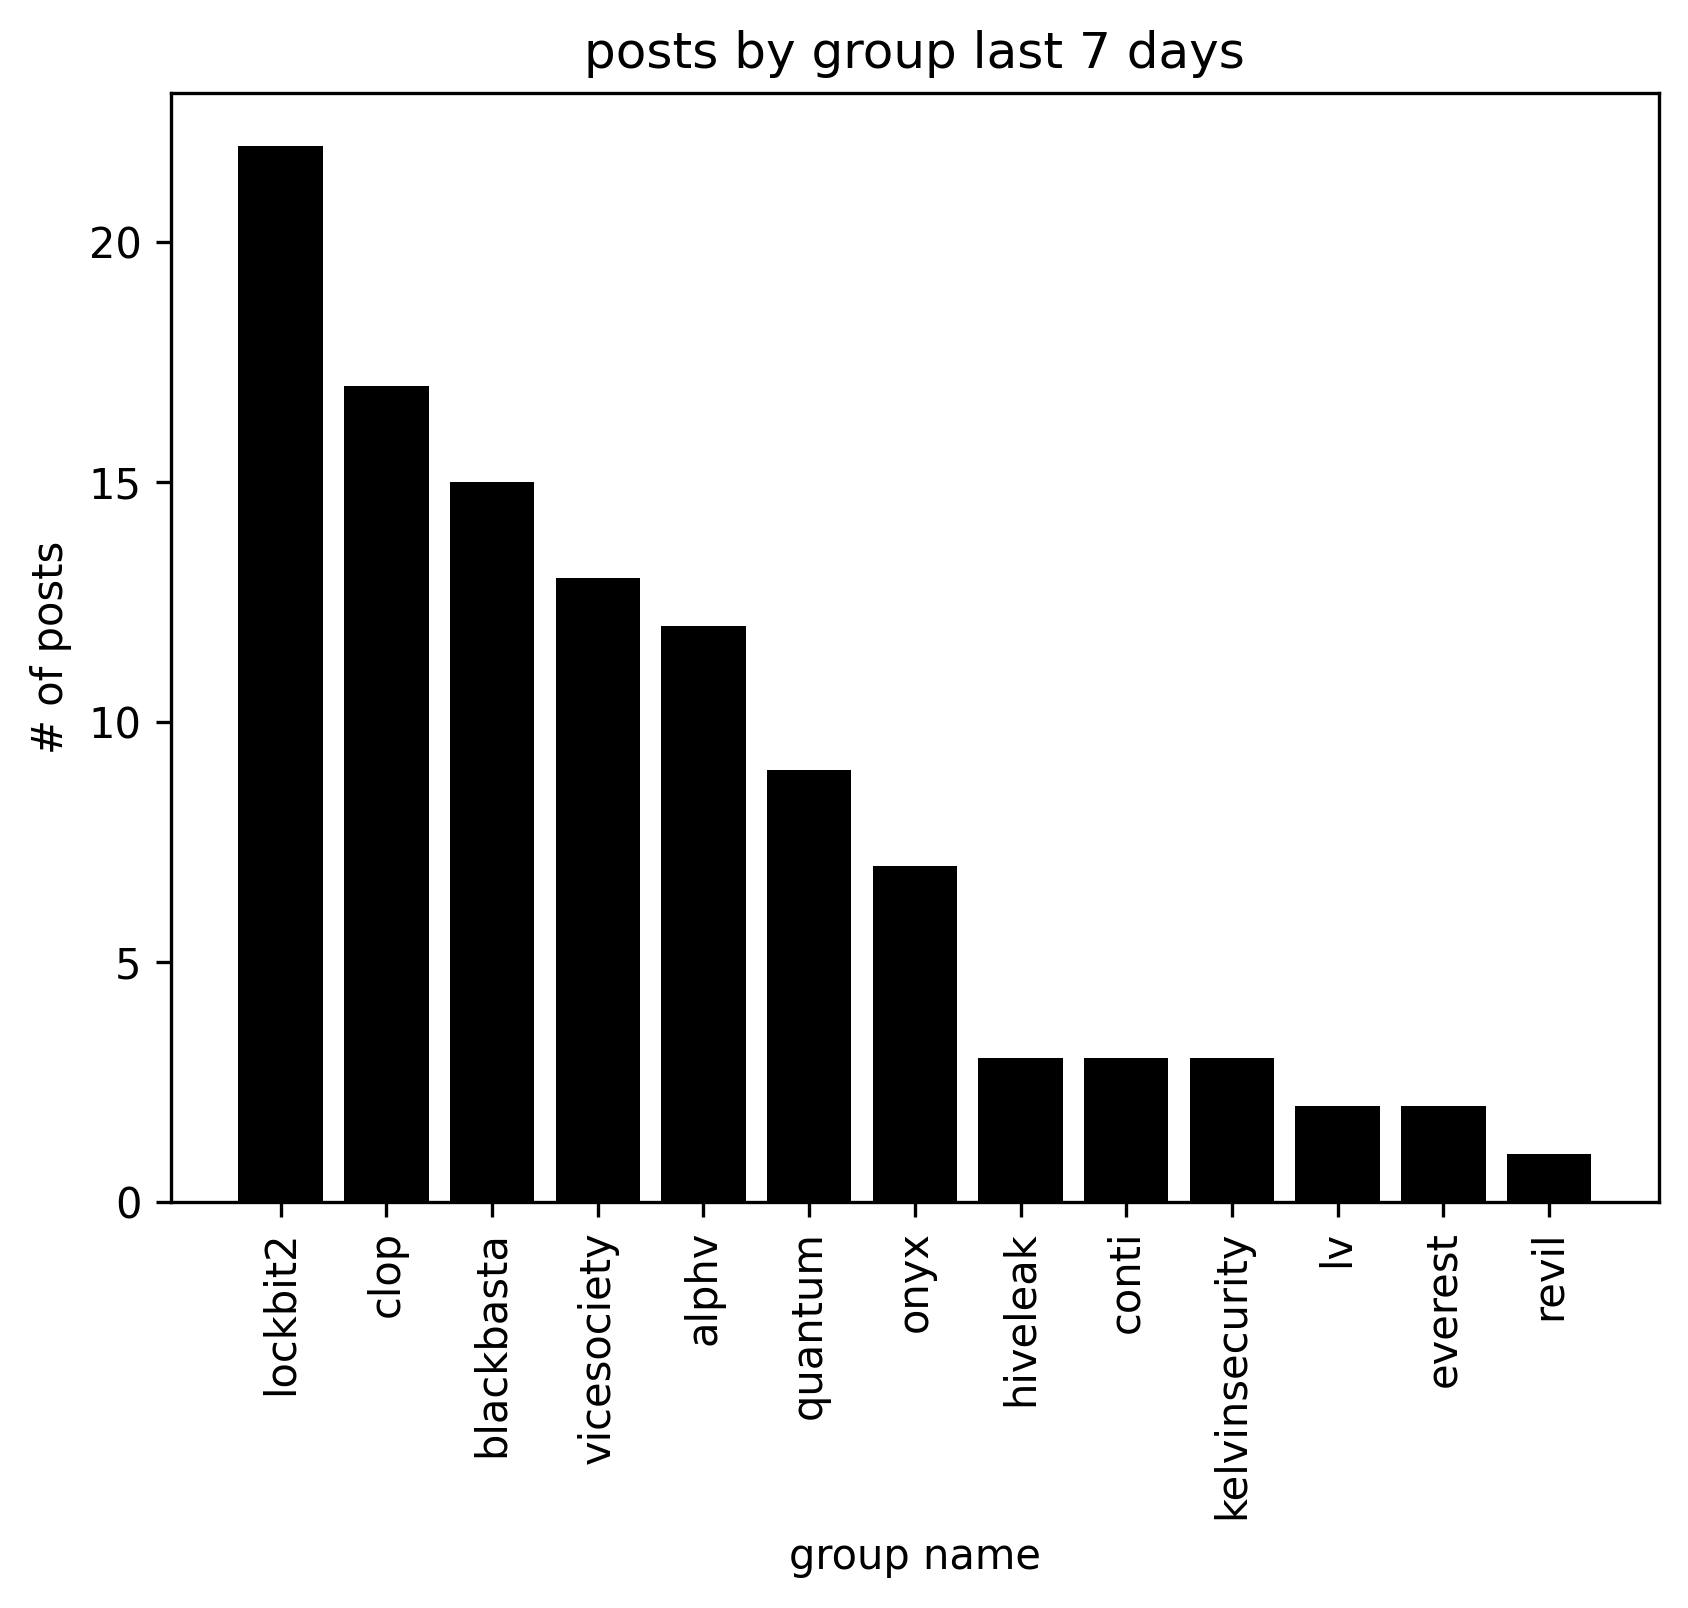 posts by group last 7 days
# of posts
20
15
10
5
0
lockbit2
clop
blackbasta
vicesociety
alphv
quantum
onyx
hiveleak
conti
kelvinsecurity
lv
everest
revil
group name